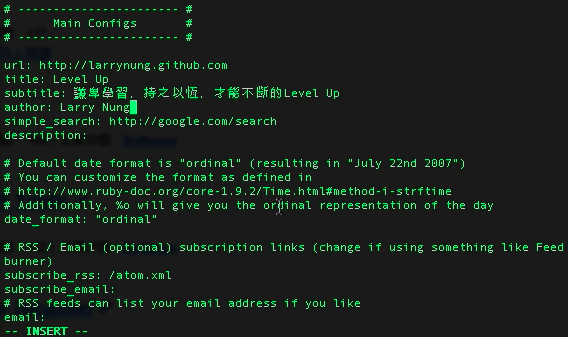 # ----------------------- #
#      Main Configs       #
# ----------------------- #
url: http://larrynung.github.com
title: Level Up
subtitle: 謙卑學習, 持之以恆, 才能不斷的Level Up
author: Larry Nung
simple_search: http://google.com/search
description:
# Default date format is "ordinal" (resulting in "July 22nd 2007")
# You can customize the format as defined in
# http://www.ruby-doc.org/core-1.9.2/Time.html#method-i-strftime
# Additionally, %o will give you the ordinal representation of the day
date_format: "ordinal"
# RSS / Email (optional) subscription links (change if using something like Feed
burner)
subscribe_rss: /atom.xml
subscribe_email:
# RSS feeds can list your email address if you like
email:
-- INSERT --